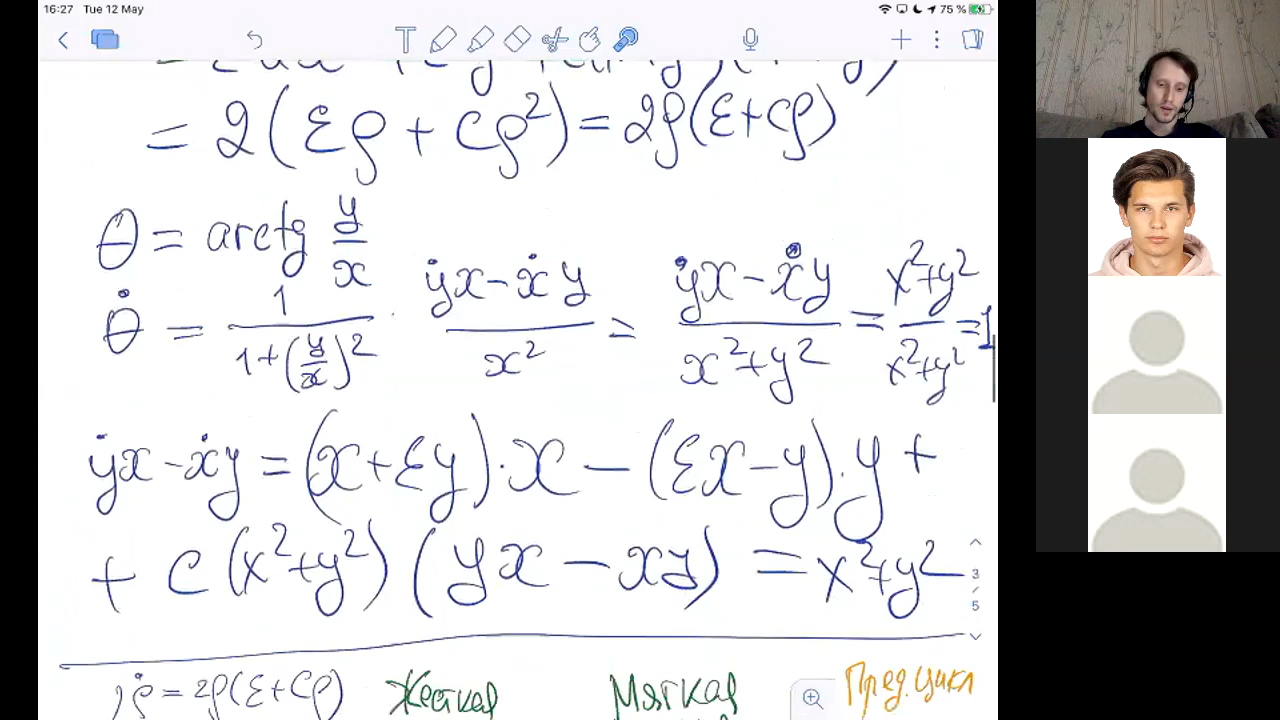 16:27 Tue 12 May 75 %
= 2(ερ + cρ²) = 2ρ(ε+cρ)
θ = arctg y/x
θ̇ = 1/(1+(y/x)²) · (ẏx - ẋy)/x² = (ẏx - ẋy)/(x²+y²) = (x²+y²)/(x²+y²) = 1
ẏx - ẋy = (x+εy)·x - (εx-y)·y +
+ c(x²+y²)(yx - xy) = x²+y²
3
/
5
ρ̇ = 2ρ(ε+cρ) Жесткая Мягкая Пред. цикл